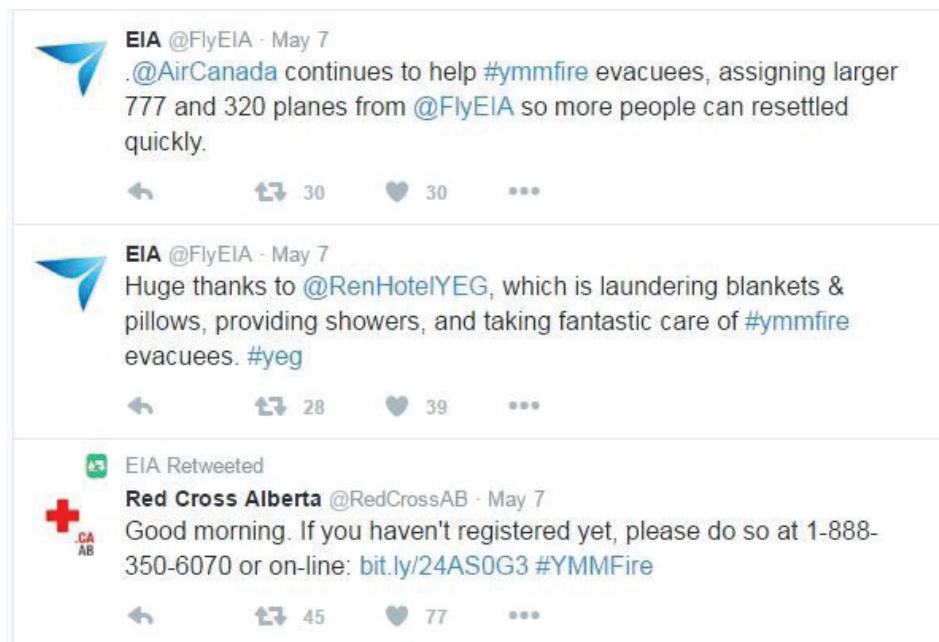 EIA @FlyEIA · May 7
.@AirCanada continues to help #ymmfire evacuees, assigning larger
777 and 320 planes from @FlyEIA so more people can resettled
quickly.
30 30
EIA @FlyEIA · May 7
Huge thanks to @RenHotelYEG, which is laundering blankets &
pillows, providing showers, and taking fantastic care of #ymmfire
evacuees. #yeg
28 39
EIA Retweeted
Red Cross Alberta @RedCrossAB · May 7
.CA
AB
Good morning. If you haven't registered yet, please do so at 1-888-
350-6070 or on-line: bit.ly/24AS0G3 #YMMFire
45 77